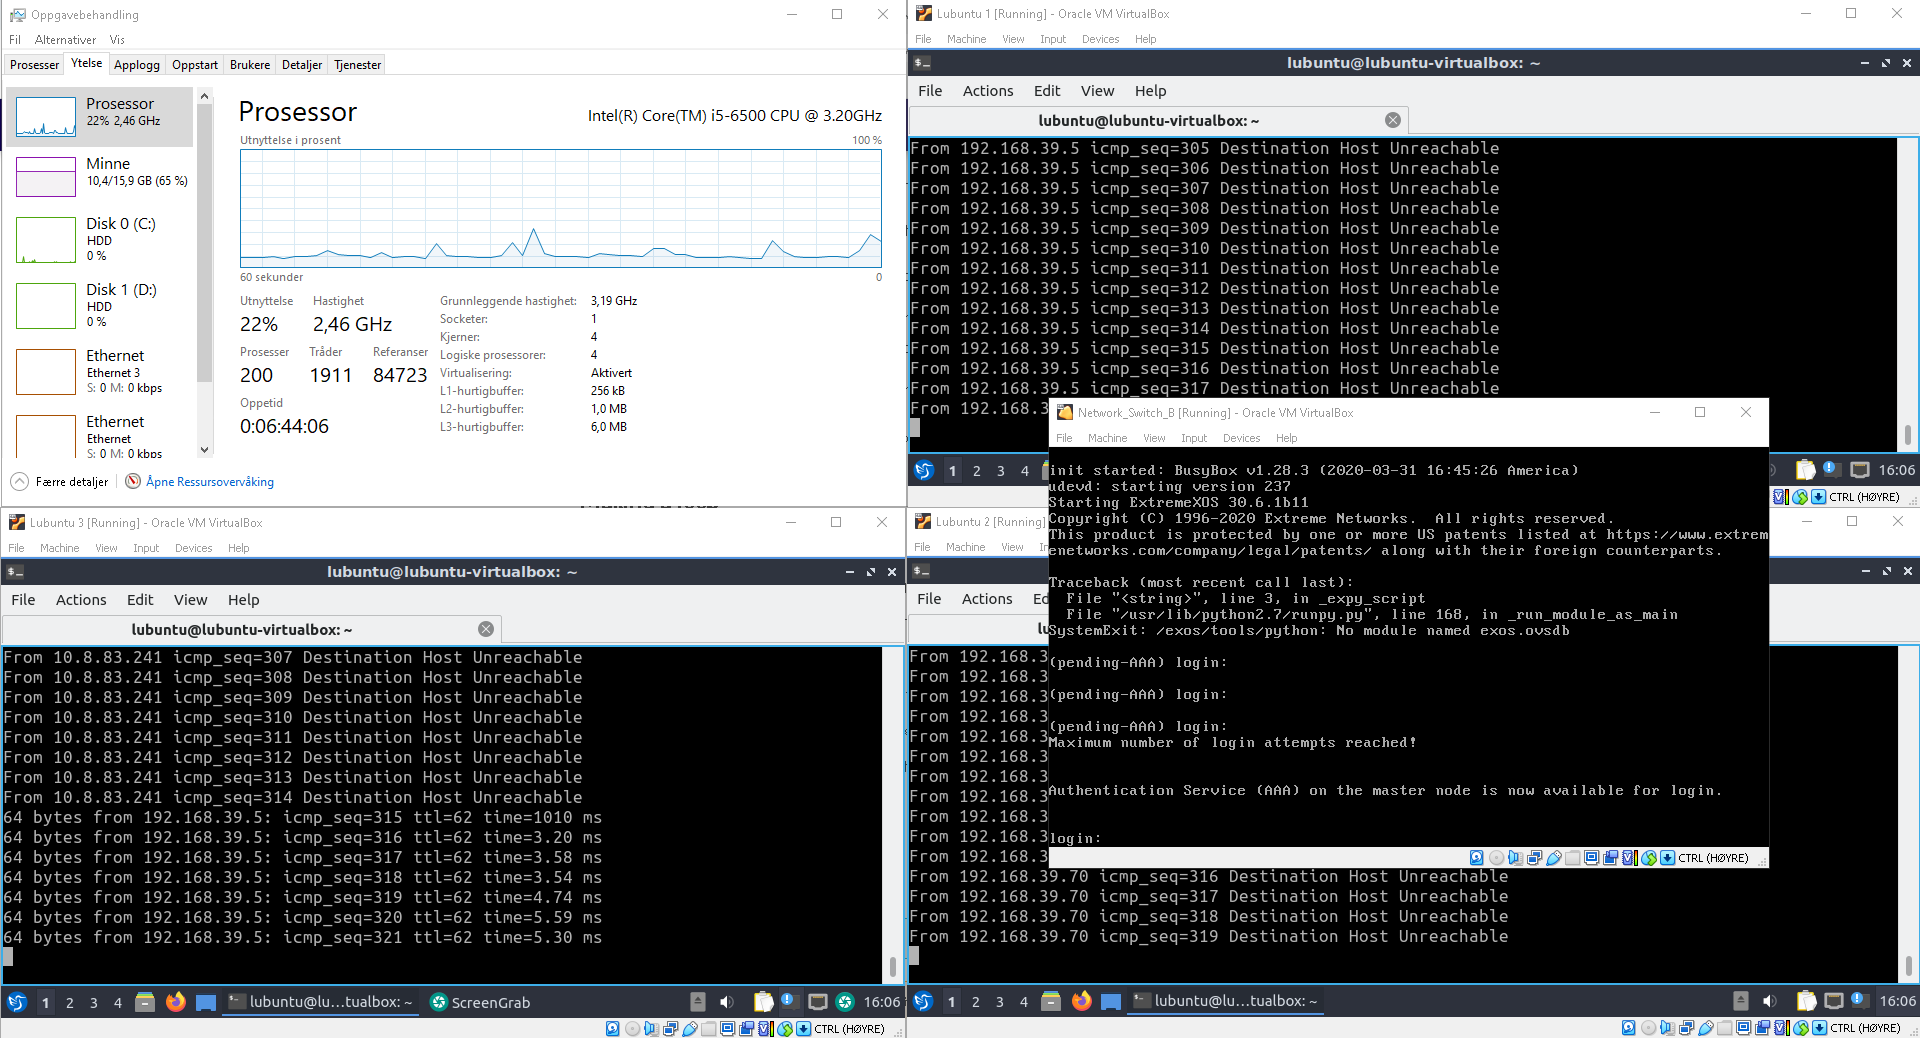 Oppgavebehandling
Fil Alternativer Vis
Prosesser Ytelse Applogg Oppstart Brukere Detaljer Tjenester
Prosessor
22% 2,46 GHz
Minne
10,4/15,9 GB (65 %)
Disk 0 (C:)
HDD
0 %
Disk 1 (D:)
HDD
0 %
Ethernet
Ethernet 3
S: 0 M: 0 kbps
Ethernet
Ethernet
S: 0 M: 0 kbps
Prosessor
Intel(R) Core(TM) i5-6500 CPU @ 3.20GHz
Utnyttelse i prosent 100 %
60 sekunder 0
Utnyttelse Hastighet
22% 2,46 GHz
Prosesser Tråder Referanser
200 1911 84723
Oppetid
0:06:44:06
Grunnleggende hastighet: 3,19 GHz
Socketer: 1
Kjerner: 4
Logiske prosessorer: 4
Virtualisering: Aktivert
L1-hurtigbuffer: 256 kB
L2-hurtigbuffer: 1,0 MB
L3-hurtigbuffer: 6,0 MB
Færre detaljer Åpne Ressursovervåking
Lubuntu 1 [Running] - Oracle VM VirtualBox
File Machine View Input Devices Help
lubuntu@lubuntu-virtualbox: ~
File Actions Edit View Help
lubuntu@lubuntu-virtualbox: ~
From 192.168.39.5 icmp_seq=305 Destination Host Unreachable
From 192.168.39.5 icmp_seq=306 Destination Host Unreachable
From 192.168.39.5 icmp_seq=307 Destination Host Unreachable
From 192.168.39.5 icmp_seq=308 Destination Host Unreachable
From 192.168.39.5 icmp_seq=309 Destination Host Unreachable
From 192.168.39.5 icmp_seq=310 Destination Host Unreachable
From 192.168.39.5 icmp_seq=311 Destination Host Unreachable
From 192.168.39.5 icmp_seq=312 Destination Host Unreachable
From 192.168.39.5 icmp_seq=313 Destination Host Unreachable
From 192.168.39.5 icmp_seq=314 Destination Host Unreachable
From 192.168.39.5 icmp_seq=315 Destination Host Unreachable
From 192.168.39.5 icmp_seq=316 Destination Host Unreachable
From 192.168.39.5 icmp_seq=317 Destination Host Unreachable
From 192.168.3
1 2 3 4 16:06
CTRL (HØYRE)
Network_Switch_B [Running] - Oracle VM VirtualBox
File Machine View Input Devices Help
init started: BusyBox v1.28.3 (2020-03-31 16:45:26 America)
udevd: starting version 237
Starting ExtremeXOS 30.6.1b11
Copyright (C) 1996-2020 Extreme Networks. All rights reserved.
This product is protected by one or more US patents listed at https://www.extrem
enetworks.com/company/legal/patents/ along with their foreign counterparts.
Traceback (most recent call last):
File "<string>", line 3, in _expy_script
File "/usr/lib/python2.7/runpy.py", line 168, in _run_module_as_main
SystemExit: /exos/tools/python: No module named exos.ovsdb
(pending-AAA) login:
(pending-AAA) login:
(pending-AAA) login:
Maximum number of login attempts reached!
Authentication Service (AAA) on the master node is now available for login.
login:
CTRL (HØYRE)
Lubuntu 3 [Running] - Oracle VM VirtualBox
File Machine View Input Devices Help
lubuntu@lubuntu-virtualbox: ~
File Actions Edit View Help
lubuntu@lubuntu-virtualbox: ~
From 10.8.83.241 icmp_seq=307 Destination Host Unreachable
From 10.8.83.241 icmp_seq=308 Destination Host Unreachable
From 10.8.83.241 icmp_seq=309 Destination Host Unreachable
From 10.8.83.241 icmp_seq=310 Destination Host Unreachable
From 10.8.83.241 icmp_seq=311 Destination Host Unreachable
From 10.8.83.241 icmp_seq=312 Destination Host Unreachable
From 10.8.83.241 icmp_seq=313 Destination Host Unreachable
From 10.8.83.241 icmp_seq=314 Destination Host Unreachable
64 bytes from 192.168.39.5: icmp_seq=315 ttl=62 time=1010 ms
64 bytes from 192.168.39.5: icmp_seq=316 ttl=62 time=3.20 ms
64 bytes from 192.168.39.5: icmp_seq=317 ttl=62 time=3.58 ms
64 bytes from 192.168.39.5: icmp_seq=318 ttl=62 time=3.54 ms
64 bytes from 192.168.39.5: icmp_seq=319 ttl=62 time=4.74 ms
64 bytes from 192.168.39.5: icmp_seq=320 ttl=62 time=5.59 ms
64 bytes from 192.168.39.5: icmp_seq=321 ttl=62 time=5.30 ms
1 2 3 4 lubuntu@lu...tualbox: ~ ScreenGrab 16:06
CTRL (HØYRE)
Lubuntu 2 [Running]
File Machine View In
File Actions Ed
lu
From 192.168.3
From 192.168.3
From 192.168.3
From 192.168.3
From 192.168.3
From 192.168.3
From 192.168.3
From 192.168.3
From 192.168.3
From 192.168.3
From 192.168.3
From 192.168.39.70 icmp_seq=316 Destination Host Unreachable
From 192.168.39.70 icmp_seq=317 Destination Host Unreachable
From 192.168.39.70 icmp_seq=318 Destination Host Unreachable
From 192.168.39.70 icmp_seq=319 Destination Host Unreachable
1 2 3 4 lubuntu@lu...tualbox: ~ 16:06
CTRL (HØYRE)